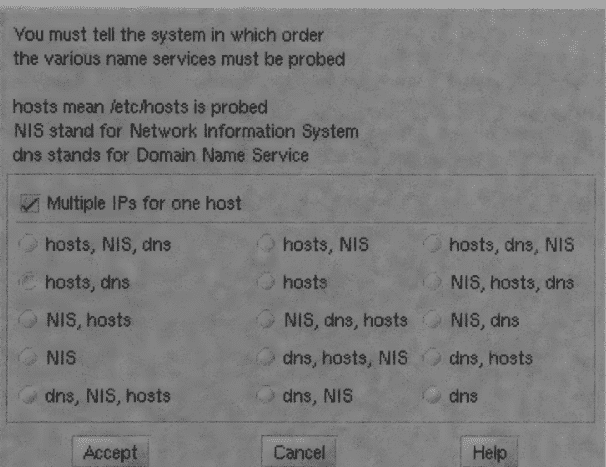 You must tell the system in which order
the various name services must be probed
hosts mean /etc/hosts is probed
NIS stand for Network Information System
dns stands for Domain Name Service
Multiple IPs for one host
hosts, NIS, dns hosts, NIS hosts, dns, NIS
hosts, dns hosts NIS, hosts, dns
NIS, hosts NIS, dns, hosts NIS, dns
NIS dns, hosts, NIS dns, hosts
dns, NIS, hosts dns, NIS dns
Accept Cancel Help